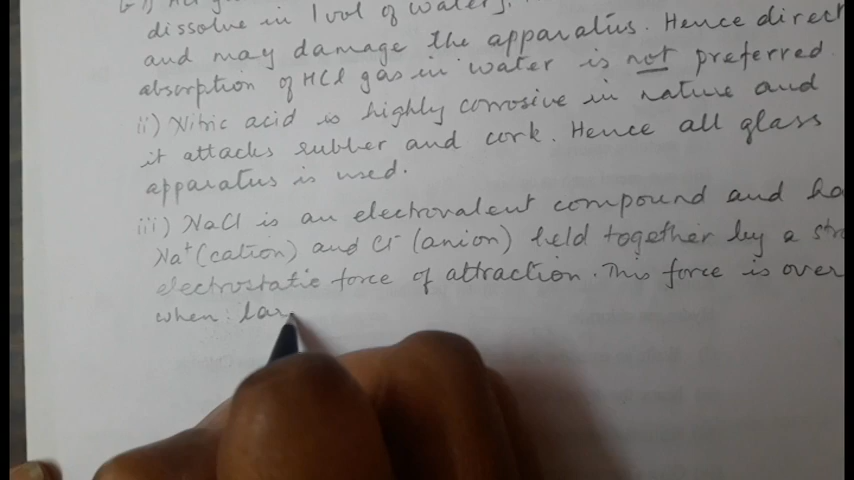 dissolve in 1 vol of water).
and may damage the apparatus. Hence direct
absorption of HCl gas in water is not preferred.
ii) Nitric acid is highly corrosive in nature and
it attacks rubber and cork. Hence all glass
apparatus is used.
iii) NaCl is an electrovalent compound and
Na+ (cation) and Cl- (anion) held together by a
electrostatic force of attraction. This force is over
when lar